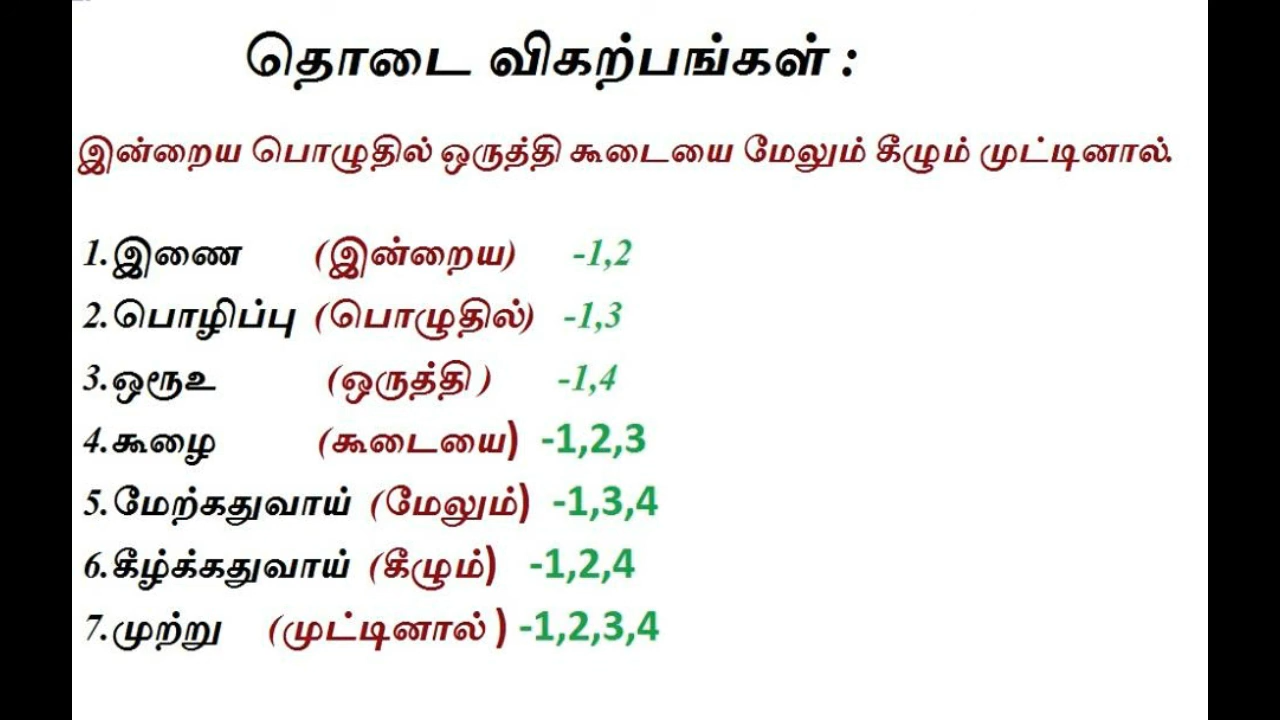 தொடை விகற்பங்கள் :
இன்றைய பொழுதில் ஒருத்தி கூடையை மேலும் கீழும் முட்டினால்.
1.இணை (இன்றைய) -1,2
2.பொழிப்பு (பொழுதில்) -1,3
3.ஒரூஉ (ஒருத்தி ) -1,4
4.கூழை (கூடையை) -1,2,3
5.மேற்கதுவாய் (மேலும்) -1,3,4
6.கீழ்க்கதுவாய் (கீழும்) -1,2,4
7.முற்று (முட்டினால் ) -1,2,3,4